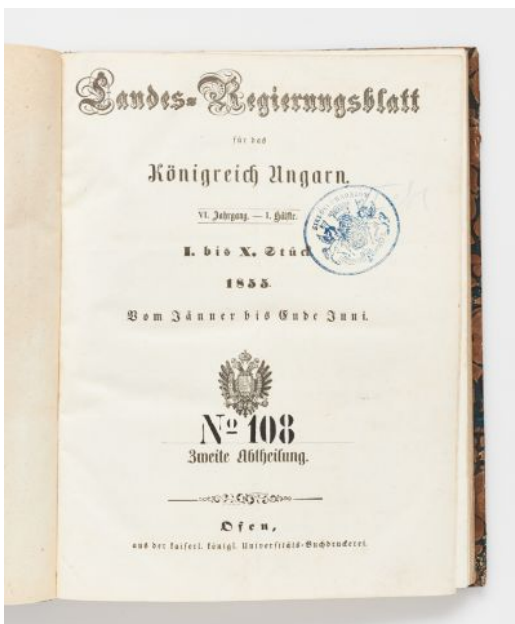 Landes-Regierungsblatt
für das
Königreich Ungarn.
VI. Jahrgang. — I. Hälfte.
I. bis X. Stück
1855.
Vom Jänner bis Ende Juni.
Nº 108
Zweite Abtheilung.
Ofen,
aus der kaiserl. königl. Universitäts-Buchdruckerei.